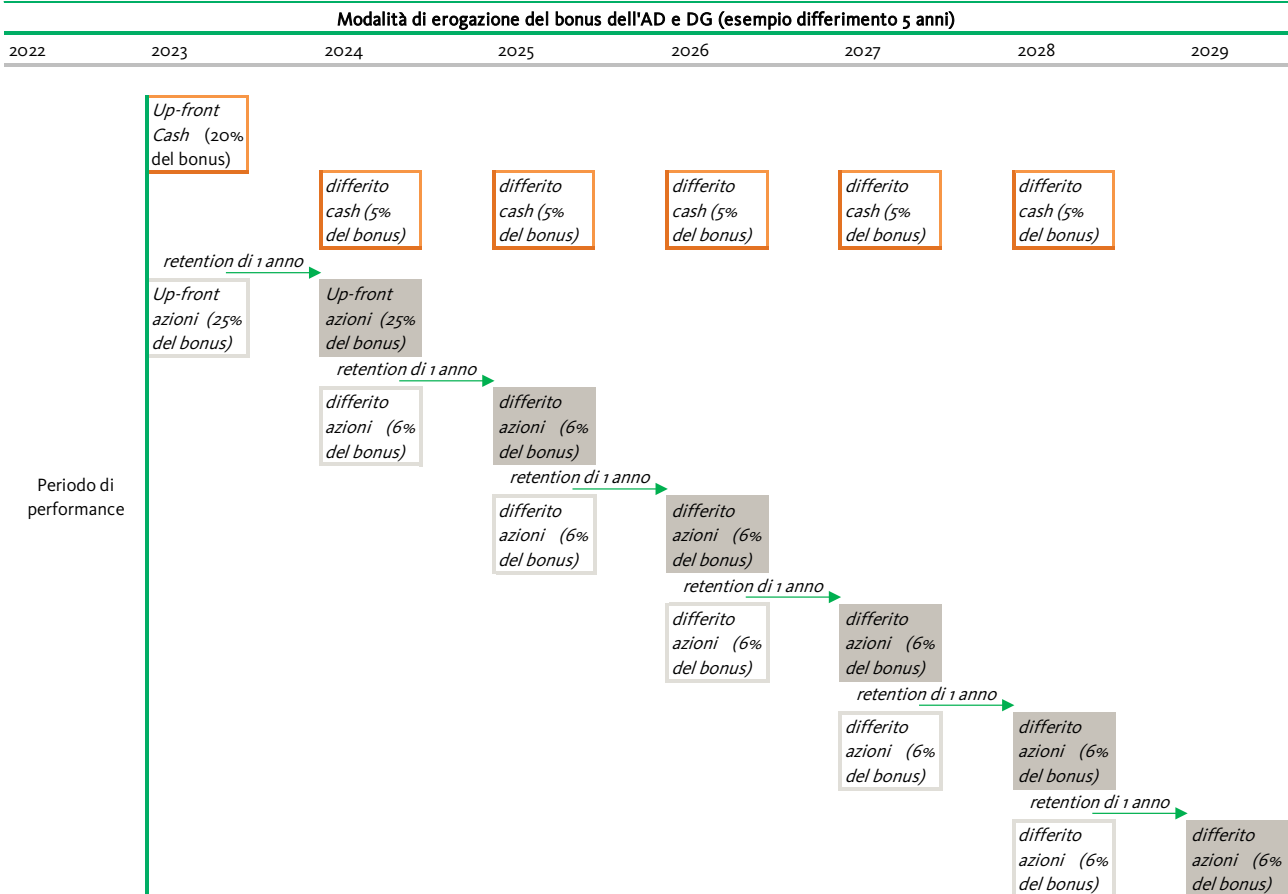 Modalità di erogazione del bonus dell'AD e DG (esempio differimento 5 anni)
2022 2023 2024 2025 2026 2027 2028 2029
Up-front
Cash (20%
del bonus)
differito
cash (5%
del bonus)
differito
cash (5%
del bonus)
differito
cash (5%
del bonus)
differito
cash (5%
del bonus)
differito
cash (5%
del bonus)
retention di 1 anno
Up-front
azioni (25%
del bonus)
Up-front
azioni (25%
del bonus)
retention di 1 anno
differito
azioni (6%
del bonus)
differito
azioni (6%
del bonus)
retention di 1 anno
Periodo di
performance
differito
azioni (6%
del bonus)
differito
azioni (6%
del bonus)
retention di 1 anno
differito
azioni (6%
del bonus)
differito
azioni (6%
del bonus)
retention di 1 anno
differito
azioni (6%
del bonus)
differito
azioni (6%
del bonus)
retention di 1 anno
differito
azioni (6%
del bonus)
differito
azioni (6%
del bonus)